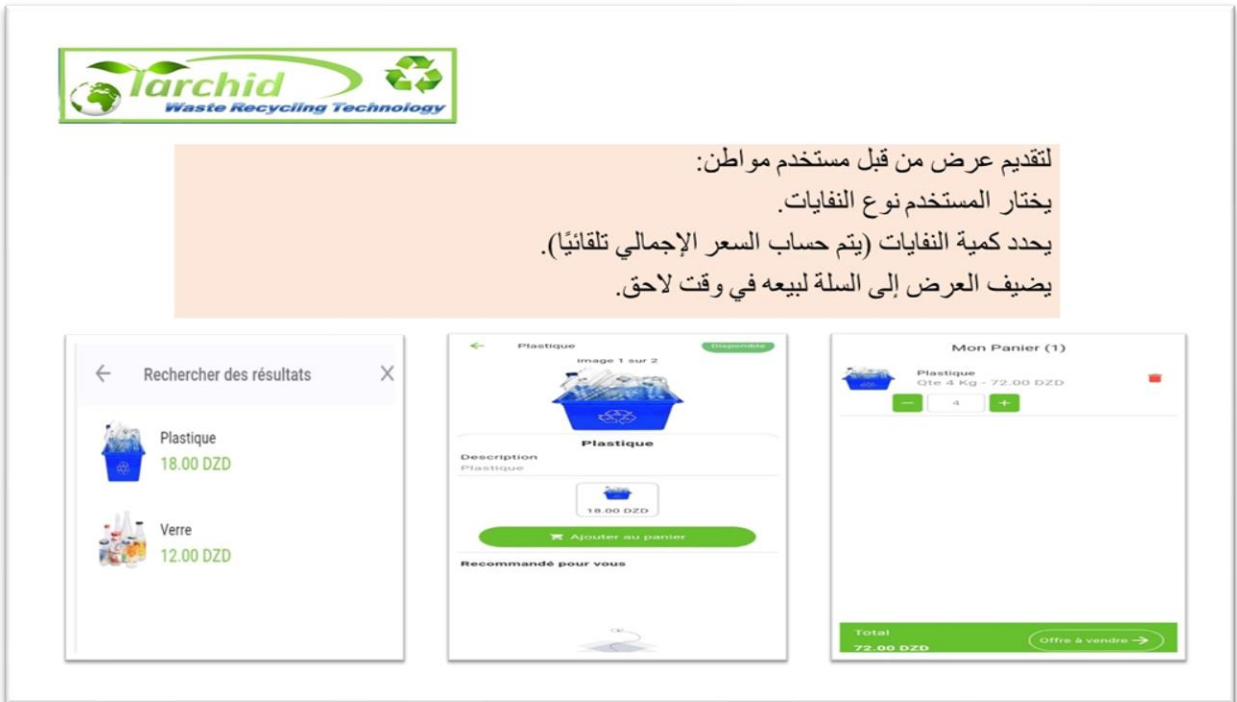 Tarchid
Waste Recycling Technology
لتقديم عرض من قبل مستخدم مواطن:
يختار المستخدم نوع النفايات.
يحدد كمية النفايات (يتم حساب السعر الإجمالي تلقائيًا).
يضيف العرض إلى السلة لبيعه في وقت لاحق.
Rechercher des résultats X
Plastique
18.00 DZD
Verre
12.00 DZD
Plastique Disponible
Image 1 sur 2
Plastique
Description
Plastique
18.00 DZD
Ajouter au panier
Recommandé pour vous
Mon Panier (1)
Plastique
Qte 4 Kg - 72.00 DZD
− 4 +
Total
72.00 DZD
Offre à vendre →